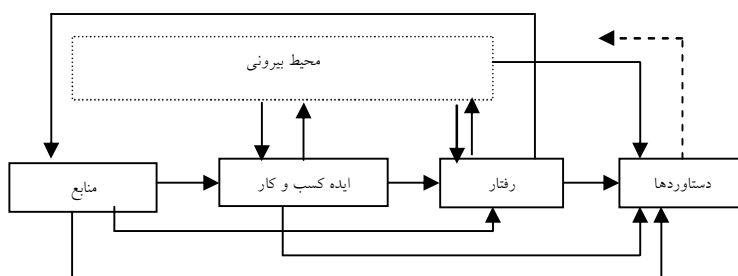 محیط بیرونی
منابع
ایده کسب و کار
رفتار
دستاوردها